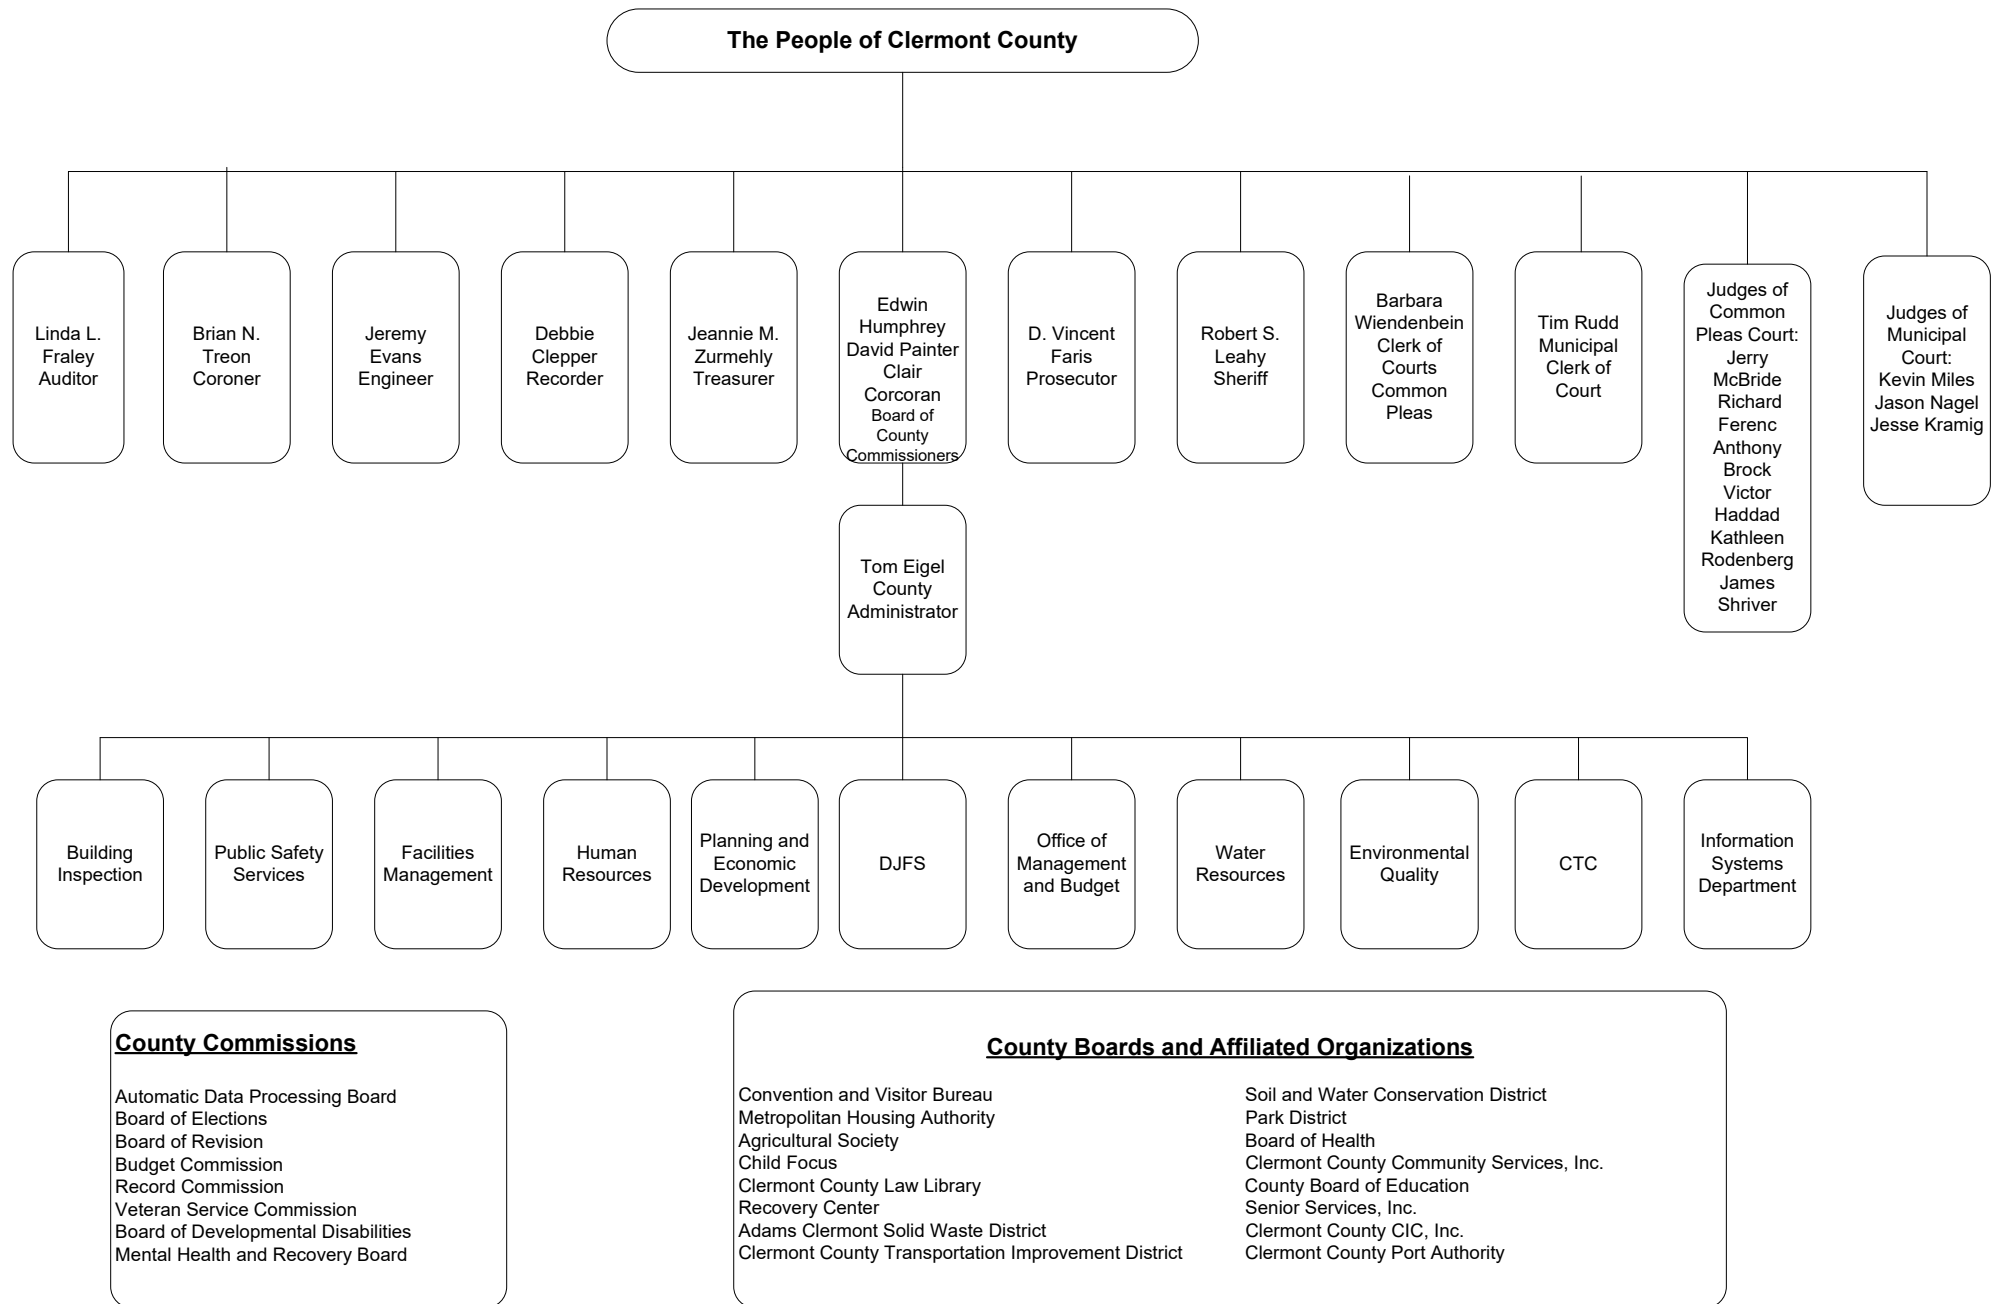 The People of Clermont County
Linda L.
Fraley
Auditor
Brian N.
Treon
Coroner
Jeremy
Evans
Engineer
Debbie
Clepper
Recorder
Jeannie M.
Zurmehly
Treasurer
Edwin
Humphrey
David Painter
Clair
Corcoran
Board of
County
Commissioners
D. Vincent
Faris
Prosecutor
Robert S.
Leahy
Sheriff
Barbara
Wiendenbein
Clerk of
Courts
Common
Pleas
Tim Rudd
Municipal
Clerk of
Court
Judges of
Common
Pleas Court:
Jerry
McBride
Richard
Ferenc
Anthony
Brock
Victor
Haddad
Kathleen
Rodenberg
James
Shriver
Judges of
Municipal
Court:
Kevin Miles
Jason Nagel
Jesse Kramig
Tom Eigel
County
Administrator
Building
Inspection
Public Safety
Services
Facilities
Management
Human
Resources
Planning and
Economic
Development
DJFS
Office of
Management
and Budget
Water
Resources
Environmental
Quality
CTC
Information
Systems
Department
County Commissions
Automatic Data Processing Board
Board of Elections
Board of Revision
Budget Commission
Record Commission
Veteran Service Commission
Board of Developmental Disabilities
Mental Health and Recovery Board
County Boards and Affiliated Organizations
Convention and Visitor Bureau
Metropolitan Housing Authority
Agricultural Society
Child Focus
Clermont County Law Library
Recovery Center
Adams Clermont Solid Waste District
Clermont County Transportation Improvement District
Soil and Water Conservation District
Park District
Board of Health
Clermont County Community Services, Inc.
County Board of Education
Senior Services, Inc.
Clermont County CIC, Inc.
Clermont County Port Authority